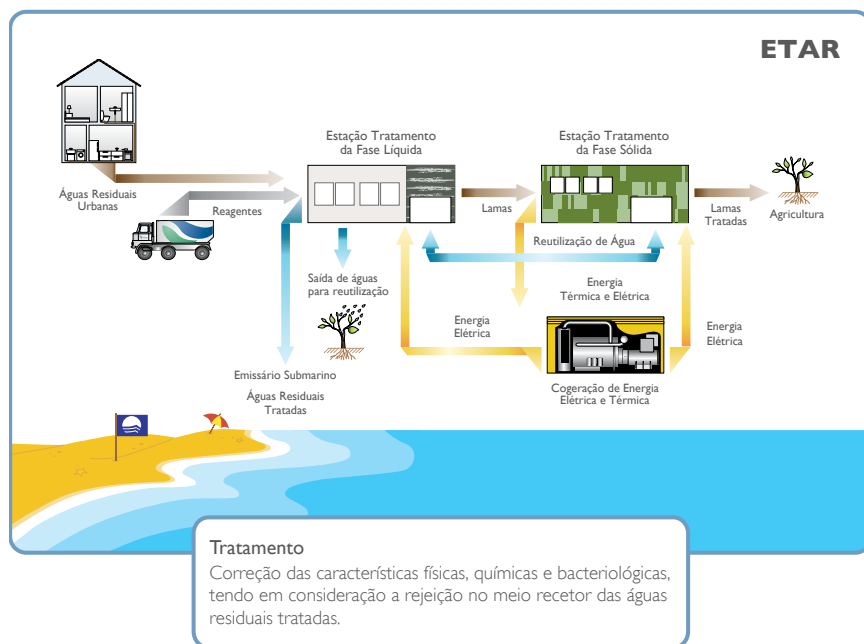 ETAR
Estação Tratamento
da Fase Líquida
Estação Tratamento
da Fase Sólida
Águas Residuais
Urbanas
Reagentes
Lamas
Lamas
Tratadas
Agricultura
Reutilização de Água
Saída de águas
para reutilização
Energia
Térmica e Elétrica
Energia
Elétrica
Energia
Elétrica
Emissário Submarino
Águas Residuais
Tratadas
Cogeração de Energia
Elétrica e Térmica
Tratamento
Correção das características físicas, químicas e bacteriológicas,
tendo em consideração a rejeição no meio recetor das águas
residuais tratadas.